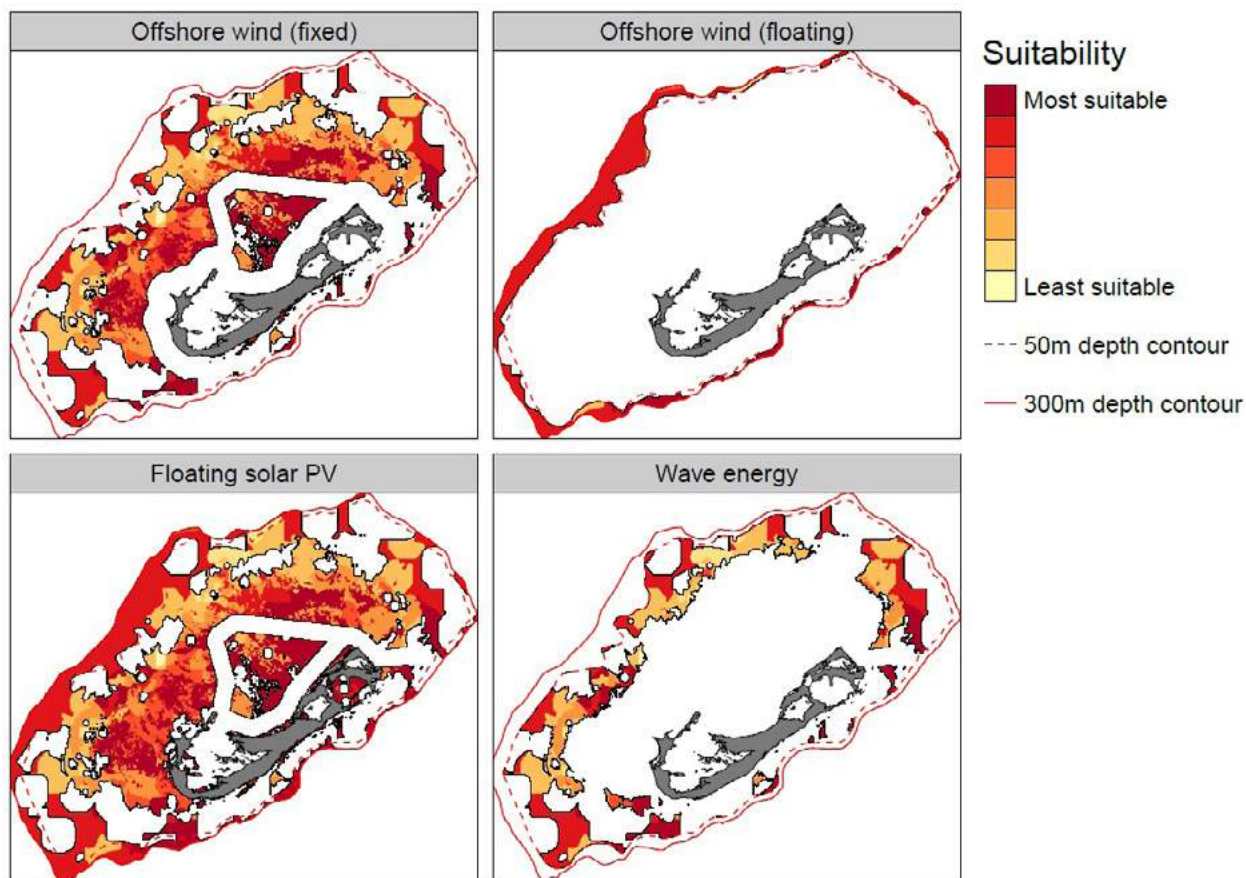 Offshore wind (fixed)
Offshore wind (floating)
Suitability
Most suitable
Least suitable
50m depth contour
300m depth contour
Floating solar PV
Wave energy